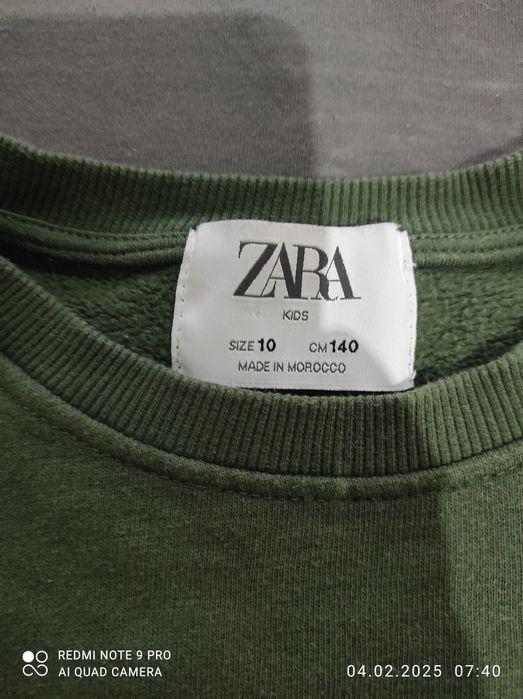 ZARA
KIDS
SIZE 10 CM 140
MADE IN MOROCCO
REDMI NOTE 9 PRO
AI QUAD CAMERA
04.02.2025 07:40